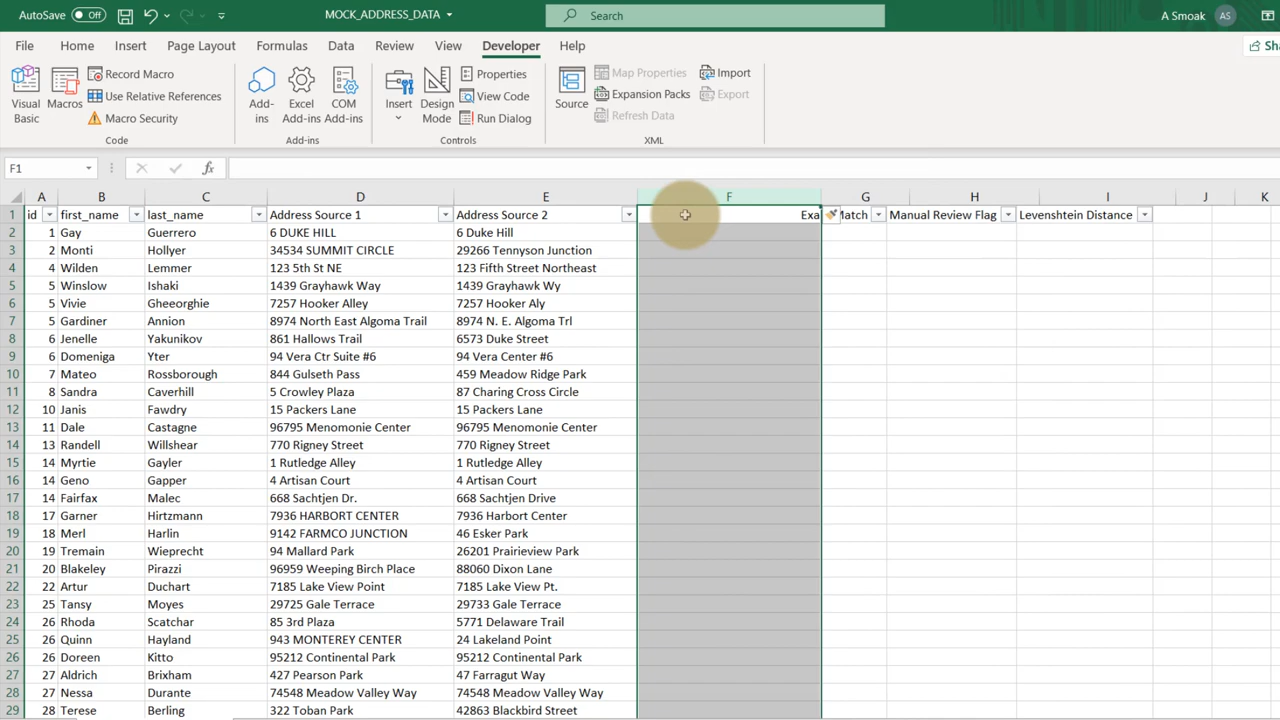 AutoSave Off MOCK_ADDRESS_DATA Search A Smoak AS
File Home Insert Page Layout Formulas Data Review View Developer Help
Visual Basic Macros Record Macro Use Relative References Macro Security Code
Add-ins Excel Add-ins COM Add-ins Add-ins
Insert Design Mode Properties View Code Run Dialog Controls
Source Map Properties Expansion Packs Refresh Data Import Export XML
F1 fx
A B C D E F G H I J K
1 id first_name last_name Address Source 1 Address Source 2 Exa Match Manual Review Flag Levenshtein Distance
2 1 Gay Guerrero 6 DUKE HILL 6 Duke Hill
3 2 Monti Hollyer 34534 SUMMIT CIRCLE 29266 Tennyson Junction
4 4 Wilden Lemmer 123 5th St NE 123 Fifth Street Northeast
5 5 Winslow Ishaki 1439 Grayhawk Way 1439 Grayhawk Wy
6 5 Vivie Gheeorghie 7257 Hooker Alley 7257 Hooker Aly
7 5 Gardiner Annion 8974 North East Algoma Trail 8974 N. E. Algoma Trl
8 6 Jenelle Yakunikov 861 Hallows Trail 6573 Duke Street
9 6 Domeniga Yter 94 Vera Ctr Suite #6 94 Vera Center #6
10 7 Mateo Rossborough 844 Gulseth Pass 459 Meadow Ridge Park
11 8 Sandra Caverhill 5 Crowley Plaza 87 Charing Cross Circle
12 10 Janis Fawdry 15 Packers Lane 15 Packers Lane
13 11 Dale Castagne 96795 Menomonie Center 96795 Menomonie Center
14 13 Randell Willshear 770 Rigney Street 770 Rigney Street
15 14 Myrtie Gayler 1 Rutledge Alley 1 Rutledge Alley
16 14 Geno Gapper 4 Artisan Court 4 Artisan Court
17 14 Fairfax Malec 668 Sachtjen Dr. 668 Sachtjen Drive
18 17 Garner Hirtzmann 7936 HARBORT CENTER 7936 Harbort Center
19 18 Merl Harlin 9142 FARMCO JUNCTION 46 Esker Park
20 19 Tremain Wieprecht 94 Mallard Park 26201 Prairieview Park
21 20 Blakeley Pirazzi 96959 Weeping Birch Place 88060 Dixon Lane
22 22 Artur Duchart 7185 Lake View Point 7185 Lake View Pt.
23 25 Tansy Moyes 29725 Gale Terrace 29733 Gale Terrace
24 26 Rhoda Scatchar 85 3rd Plaza 5771 Delaware Trail
25 26 Quinn Hayland 943 MONTEREY CENTER 24 Lakeland Point
26 26 Doreen Kitto 95212 Continental Park 95212 Continental Park
27 27 Aldrich Brixham 427 Pearson Park 47 Farragut Way
28 27 Nessa Durante 74548 Meadow Valley Way 74548 Meadow Valley Way
29 28 Terese Berling 322 Toban Park 42863 Blackbird Street